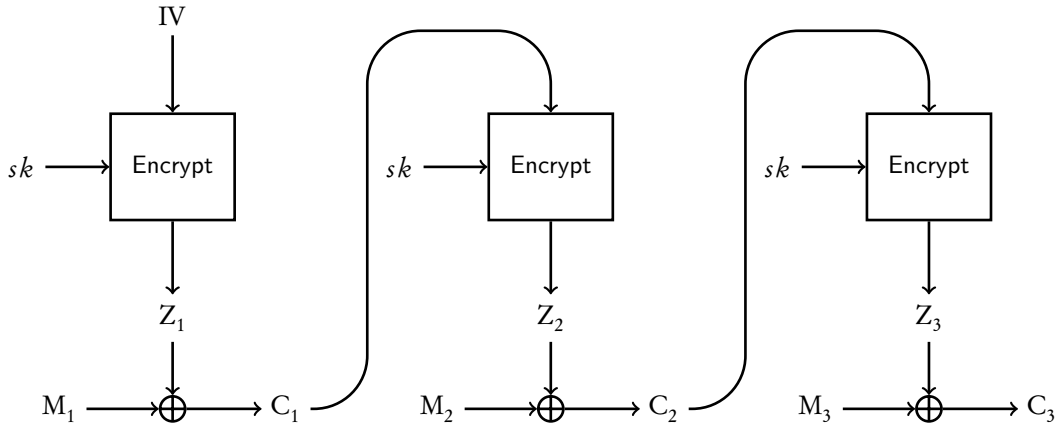 IV
sk Encrypt sk Encrypt sk Encrypt
Z₁ Z₂ Z₃
M₁ C₁ M₂ C₂ M₃ C₃